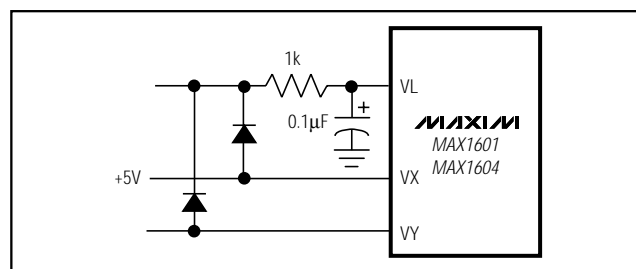 1k
VL
+
0.1µF
MAXIM
MAX1601
MAX1604
+5V
VX
VY